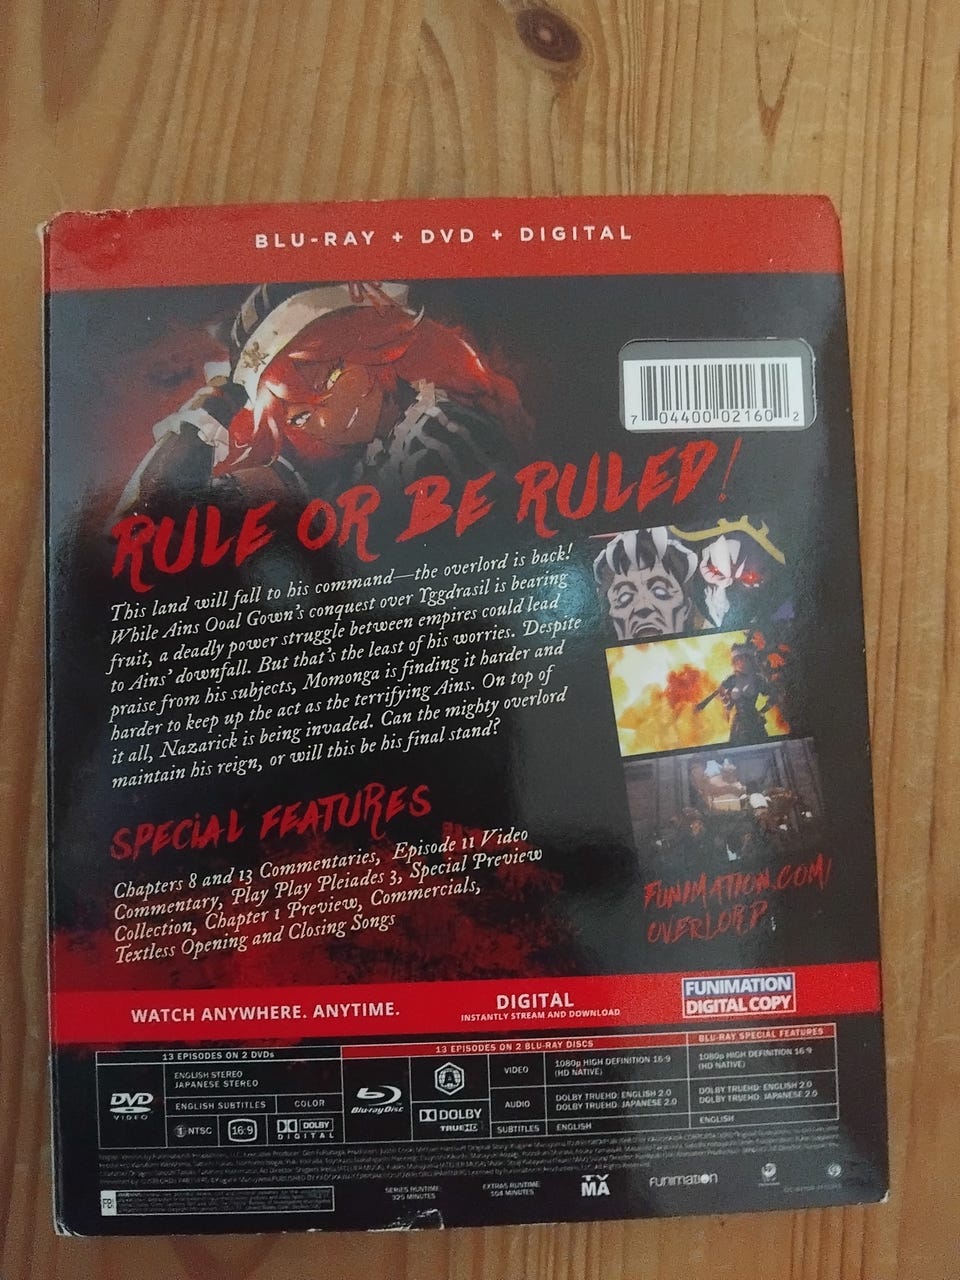 BLU-RAY + DVD + DIGITAL
7 04400 02160 2
RULE OR BE RULED!
This land will fall to his command—the overlord is back!
While Ains Ooal Gown's conquest over Yggdrasil is bearing
fruit, a deadly power struggle between empires could lead
to Ains' downfall. But that's the least of his worries. Despite
praise from his subjects, Momonga is finding it harder and
harder to keep up the act as the terrifying Ains. On top of
it all, Nazarick is being invaded. Can the mighty overlord
maintain his reign, or will this be his final stand?
SPECIAL FEATURES
Chapters 8 and 13 Commentaries, Episode 11 Video
Commentary, Play Play Pleiades 3, Special Preview
Collection, Chapter 1 Preview, Commercials,
Textless Opening and Closing Songs
FUNIMATION.COM/
OVERLORD
WATCH ANYWHERE. ANYTIME.
DIGITAL
INSTANTLY STREAM AND DOWNLOAD
FUNIMATION
DIGITAL COPY
13 EPISODES ON 2 DVDs
ENGLISH STEREO
JAPANESE STEREO
DVD
VIDEO
ENGLISH SUBTITLES
COLOR
1 NTSC
16:9
DOLBY
DIGITAL
13 EPISODES ON 2 BLU-RAY DISCS
BLU-RAY SPECIAL FEATURES
Blu-ray Disc
A
DOLBY
TRUEHD
VIDEO
1080p HIGH DEFINITION 16:9
(HD NATIVE)
1080p HIGH DEFINITION 16:9
(HD NATIVE)
AUDIO
DOLBY TRUEHD: ENGLISH 2.0
DOLBY TRUEHD: JAPANESE 2.0
DOLBY TRUEHD: ENGLISH 2.0
DOLBY TRUEHD: JAPANESE 2.0
SUBTITLES
ENGLISH
ENGLISH
FBI
SERIES RUNTIME:
325 MINUTES
EXTRAS RUNTIME:
104 MINUTES
TV
MA
FUNIMATION